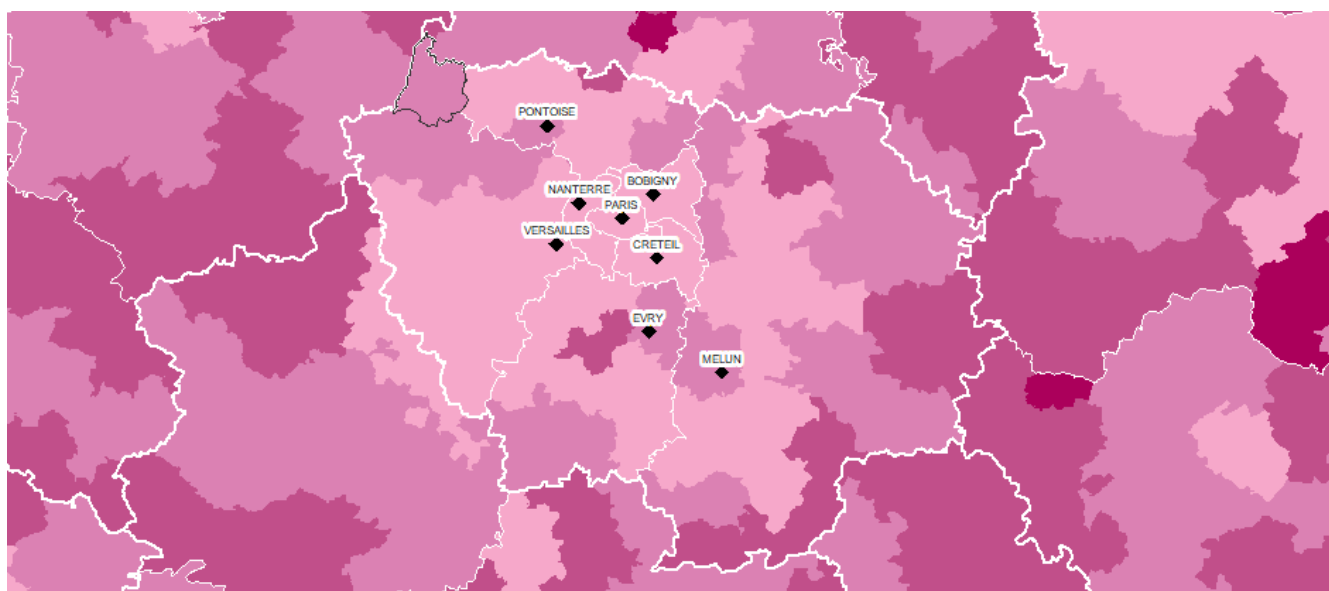 PONTOISE
BOBIGNY
NANTERRE
PARIS
VERSAILLES
CRETEIL
EVRY
MELUN